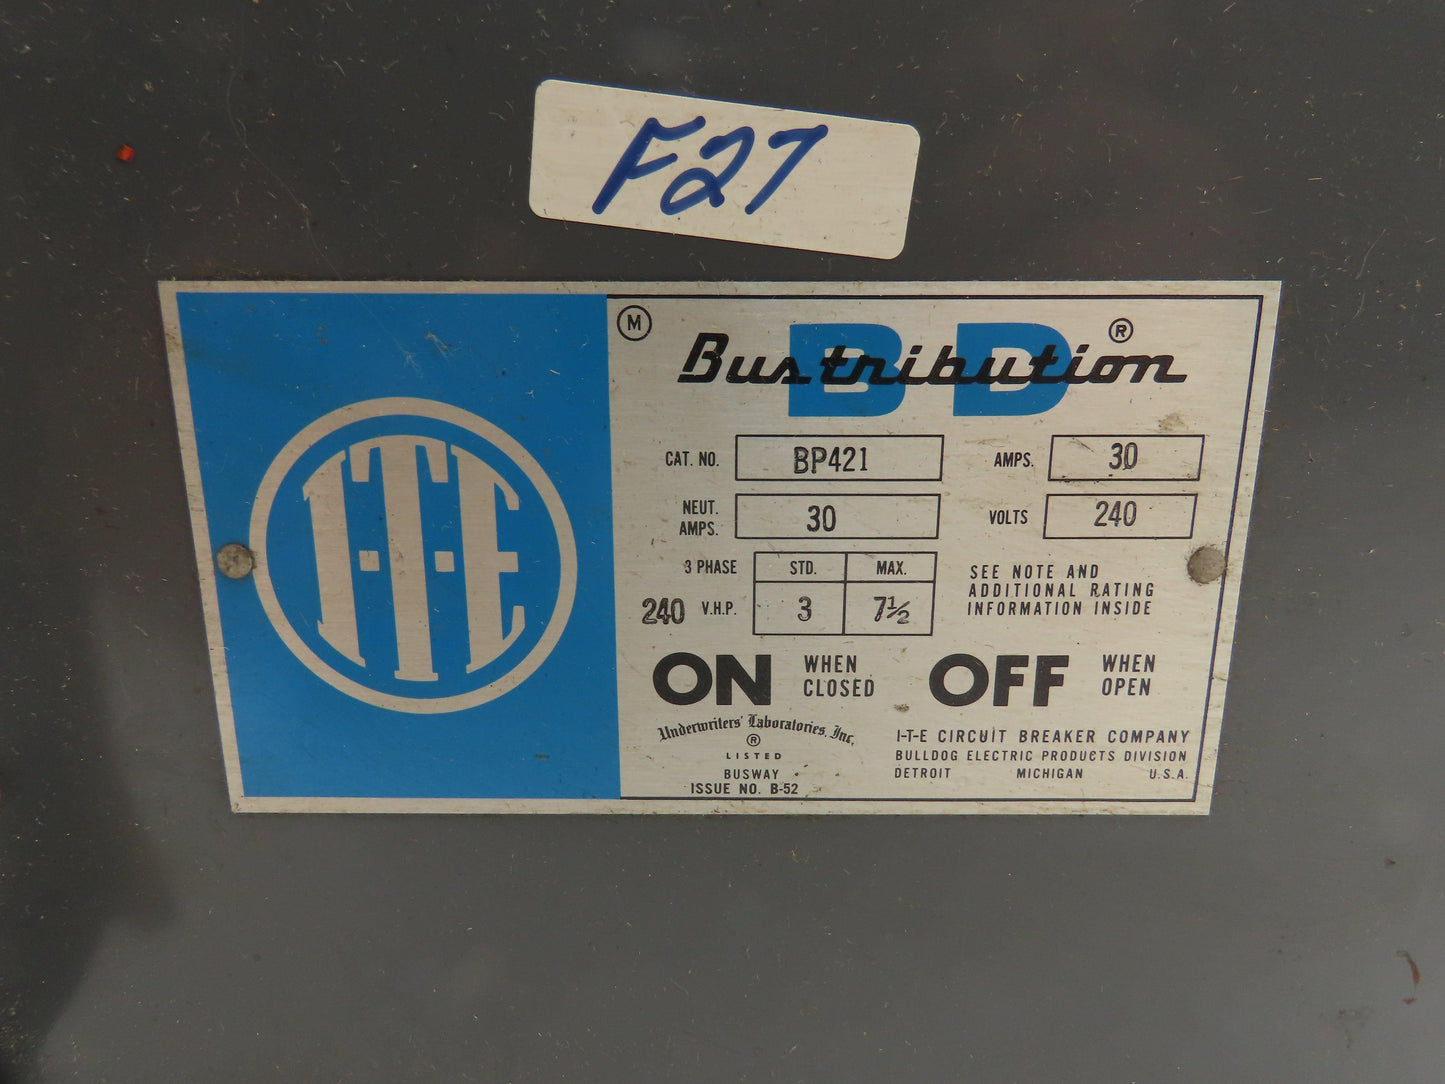 F27
I-T-E
M
BD
Bustribution ®
CAT. NO. BP421 AMPS. 30
NEUT. AMPS. 30 VOLTS 240
3 PHASE STD. MAX.
240 V.H.P. 3 7½
SEE NOTE AND
ADDITIONAL RATING
INFORMATION INSIDE
ON WHEN CLOSED OFF WHEN OPEN
Underwriters' Laboratories, Inc.
®
LISTED
BUSWAY
ISSUE NO. B-52
I-T-E CIRCUIT BREAKER COMPANY
BULLDOG ELECTRIC PRODUCTS DIVISION
DETROIT MICHIGAN U.S.A.